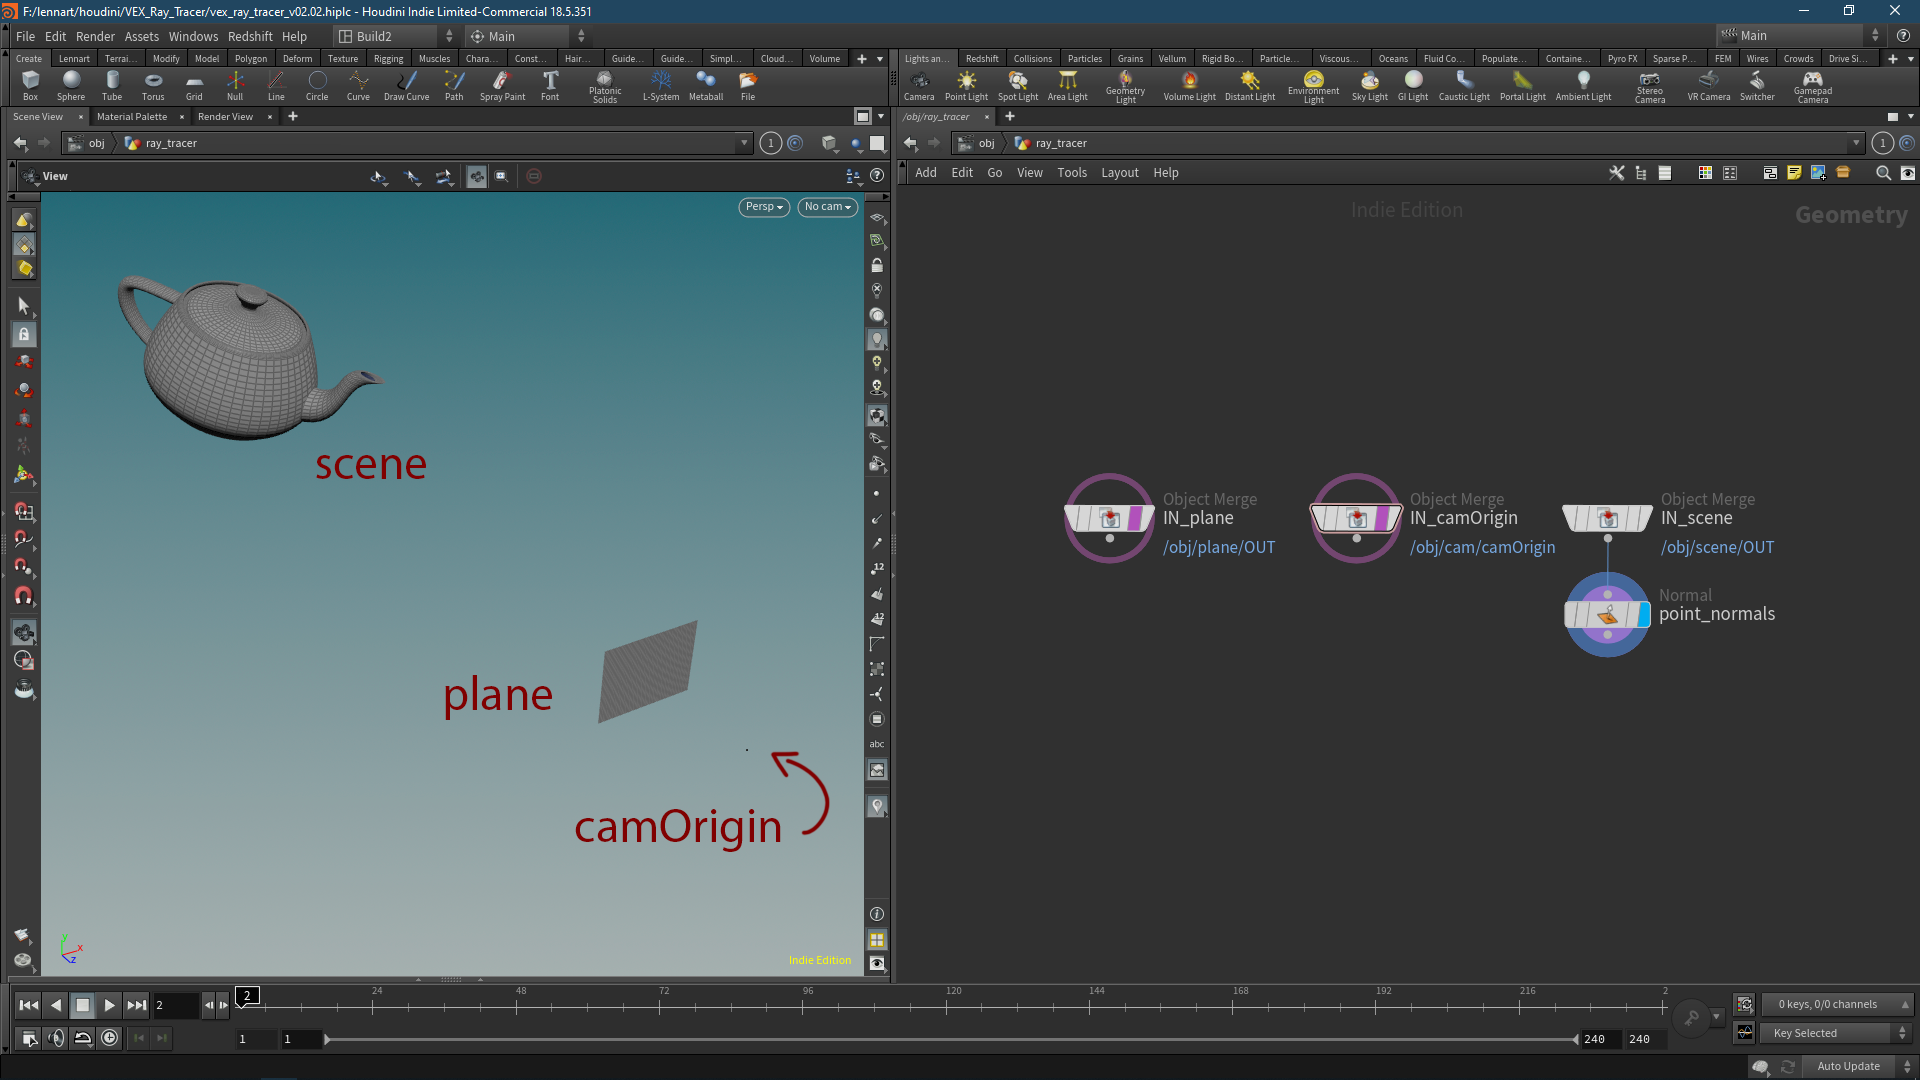 F:/lennart/houdini/VEX_Ray_Tracer/vex_ray_tracer_v02.02.hiplc - Houdini Indie Limited-Commercial 18.5.351
File Edit Render Assets Windows Redshift Help Build2 Main Main
Create Lennart Terrai... Modify Model Polygon Deform Texture Rigging Muscles Chara... Const... Hair... Guide... Guide... Simpl... Cloud... Volume
Lights an... Redshift Collisions Particles Grains Vellum Rigid Bo... Particle... Viscous... Oceans Fluid Co... Populate... Containe... Pyro FX Sparse P... FEM Wires Crowds Drive Si...
Box Sphere Tube Torus Grid Null Line Circle Curve Draw Curve Path Spray Paint Font Platonic Solids L-System Metaball File
Camera Point Light Spot Light Area Light Geometry Light Volume Light Distant Light Environment Light Sky Light GI Light Caustic Light Portal Light Ambient Light Stereo Camera VR Camera Switcher Gamepad Camera
Scene View Material Palette Render View
/obj/ray_tracer
obj ray_tracer 1
obj ray_tracer 1
View
Add Edit Go View Tools Layout Help
Persp No cam
Indie Edition
Geometry
scene
plane
camOrigin
Indie Edition
y
x
z
12
12
abc
Object Merge
IN_plane
/obj/plane/OUT
Object Merge
IN_camOrigin
/obj/cam/camOrigin
Object Merge
IN_scene
/obj/scene/OUT
Normal
point_normals
2 2 24 48 72 96 120 144 168 192 216 2
0 keys, 0/0 channels
1 1 240 240
Key Selected
Auto Update